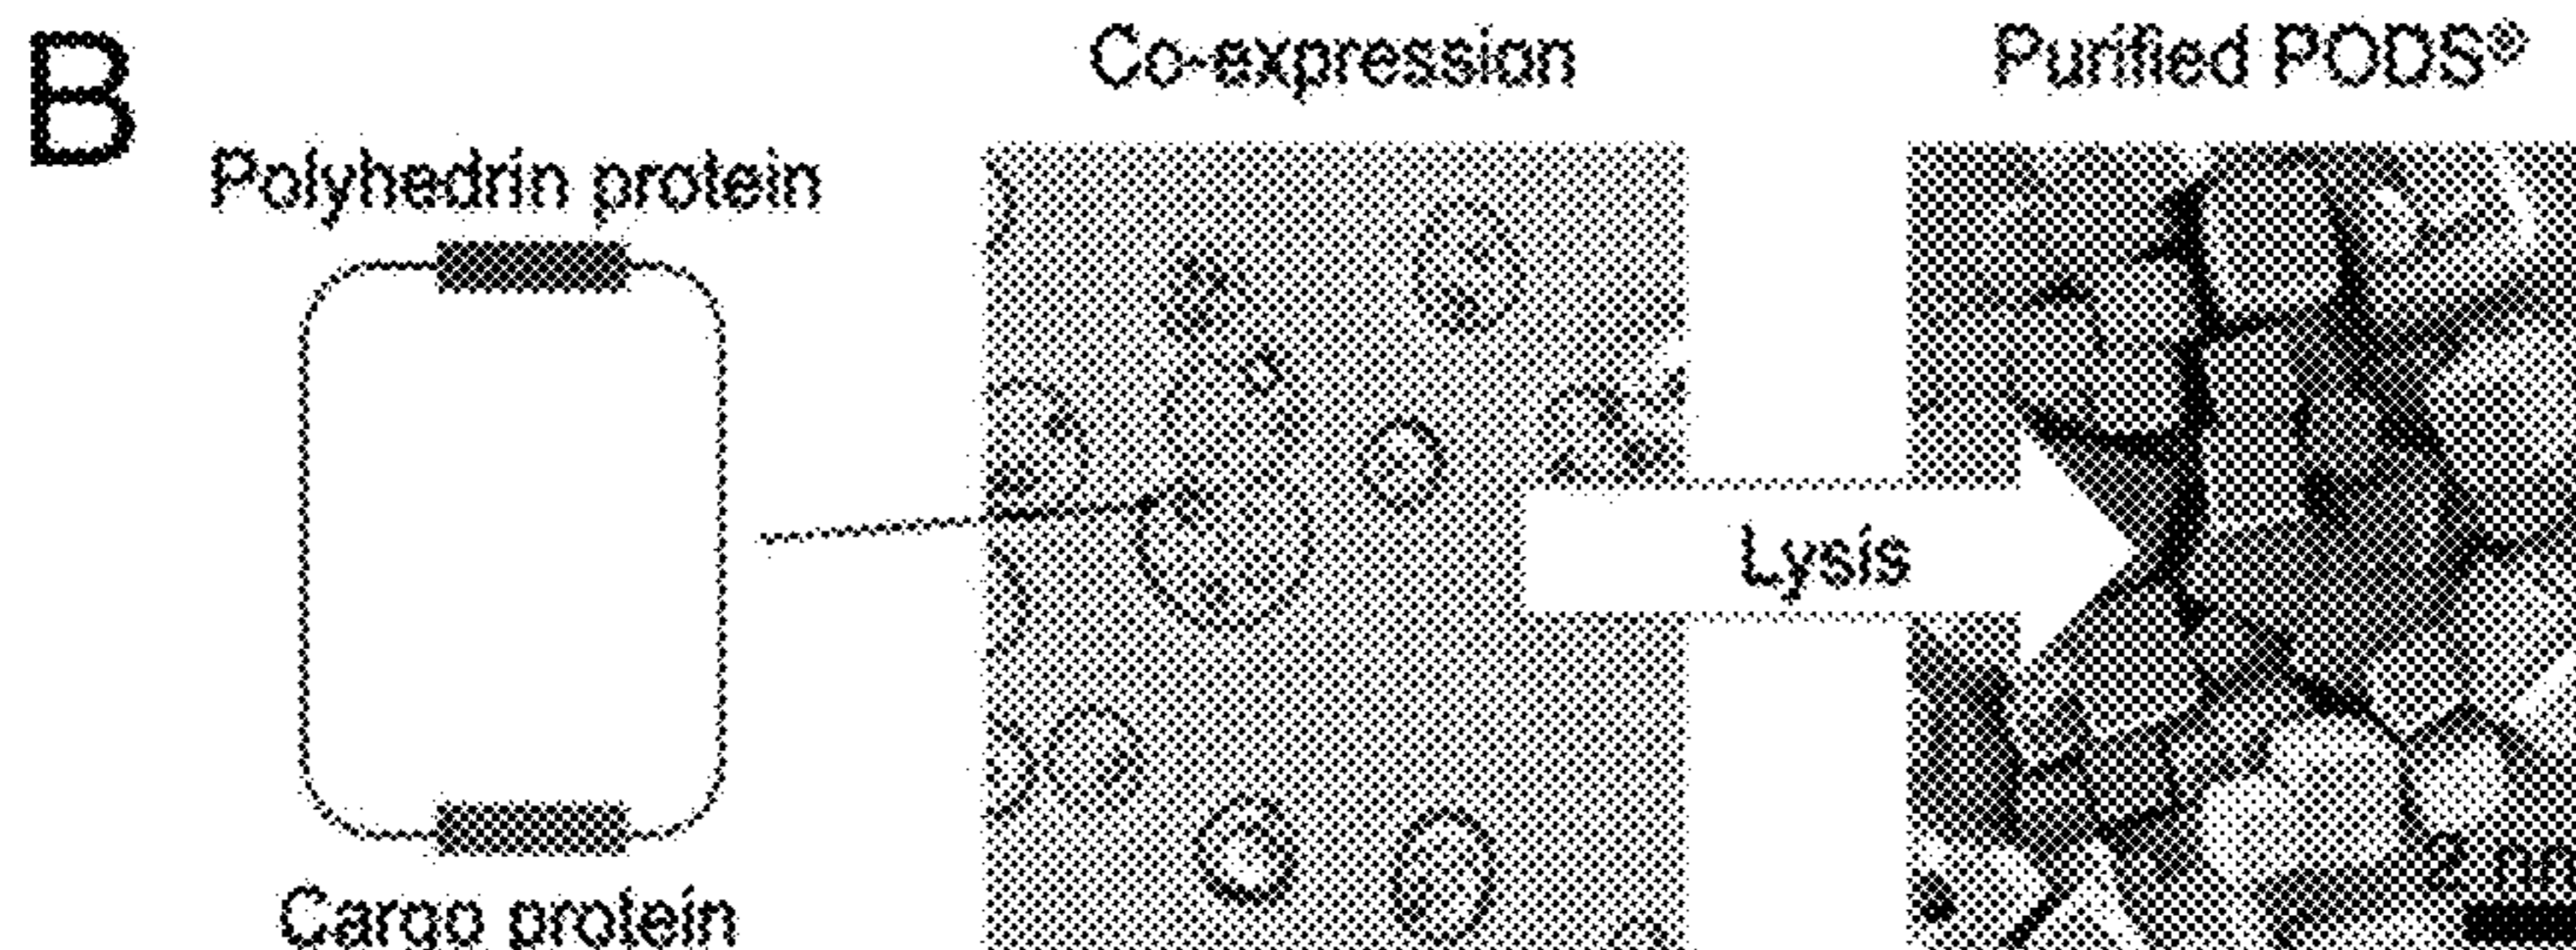 B
Co-expression
Purified PODS®
Polyhedrin protein
Lysis
Cargo protein